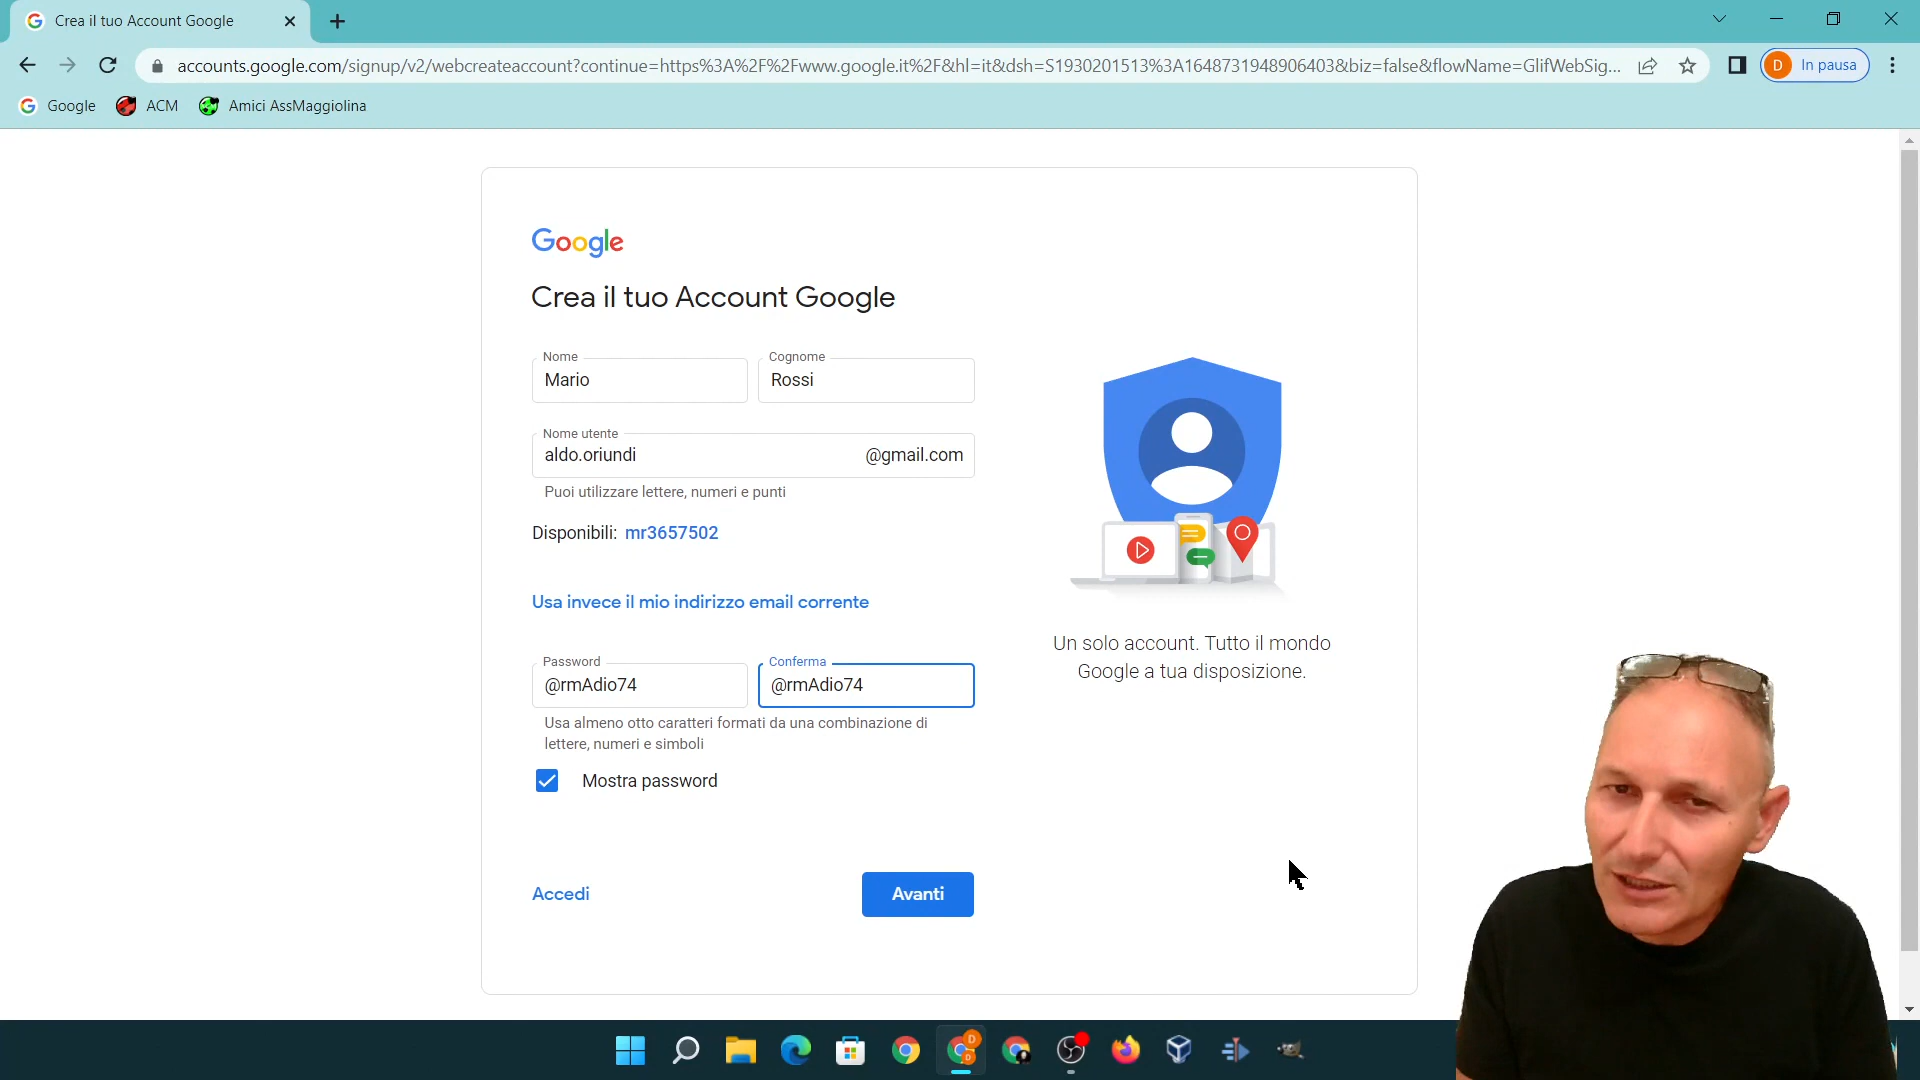 Crea il tuo Account Google
accounts.google.com/signup/v2/webcreateaccount?continue=https%3A%2F%2Fwww.google.it%2F&hl=it&dsh=S1930201513%3A1648731948906403&biz=false&flowName=GlifWebSig...
D In pausa
Google ACM Amici AssMaggiolina
Google
Crea il tuo Account Google
Nome Cognome
Mario Rossi
Nome utente
aldo.oriundi @gmail.com
Puoi utilizzare lettere, numeri e punti
Disponibili: mr3657502
Usa invece il mio indirizzo email corrente
Password Conferma
@rmAdio74 @rmAdio74
Usa almeno otto caratteri formati da una combinazione di
lettere, numeri e simboli
Mostra password
Accedi Avanti
Un solo account. Tutto il mondo
Google a tua disposizione.